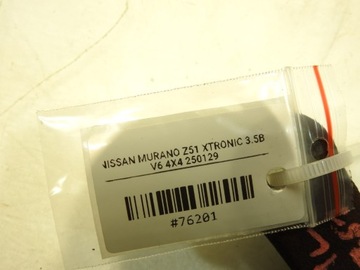 NISSAN MURANO Z51 XTRONIC 3.5B
V6 4X4 250129
#76201